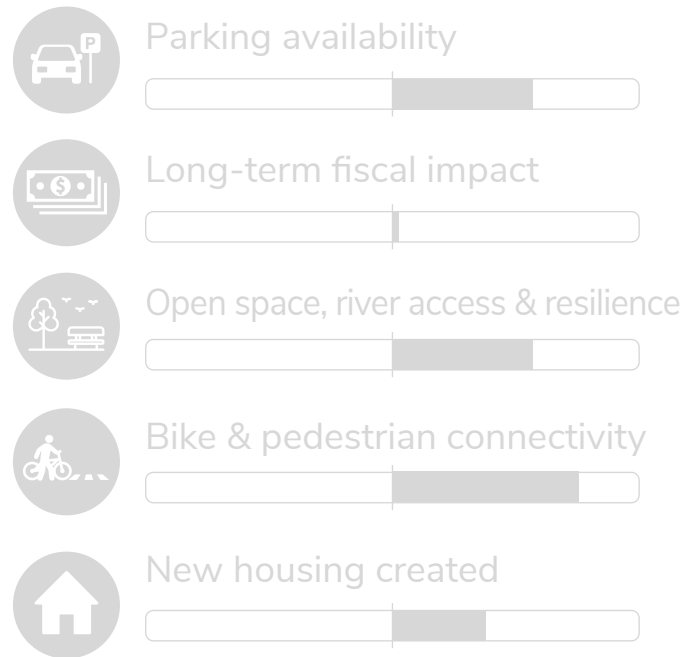 P
Parking availability
$
Long-term fiscal impact
Open space, river access & resilience
Bike & pedestrian connectivity
New housing created